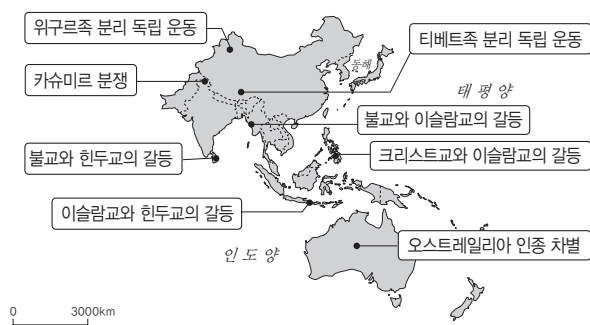 위구르족 분리 독립 운동
티베트족 분리 독립 운동
동해
카슈미르 분쟁
태평양
불교와 이슬람교의 갈등
불교와 힌두교의 갈등
크리스트교와 이슬람교의 갈등
이슬람교와 힌두교의 갈등
인도양
오스트레일리아 인종 차별
0 3000km